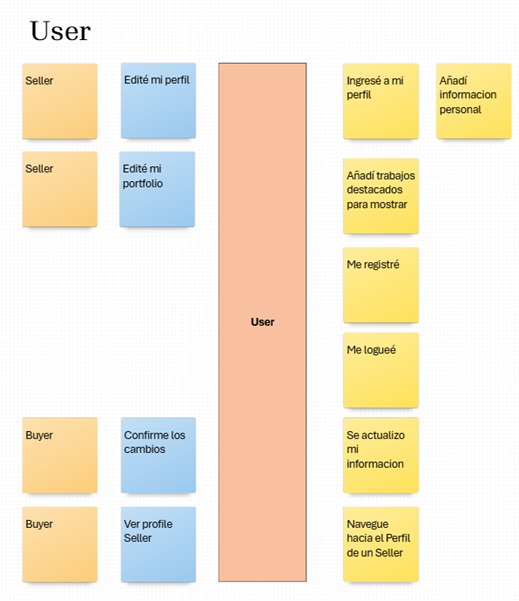 User
Seller
Edité mi perfil
Ingresé a mi
perfil
Añadí
informacion
personal
Seller
Edité mi
portfolio
Añadí trabajos
destacados
para mostrar
Me registré
User
Me logueé
Buyer
Confirme los
cambios
Se actualizo
mi
informacion
Buyer
Ver profile
Seller
Navegue
hacia el Perfil
de un Seller